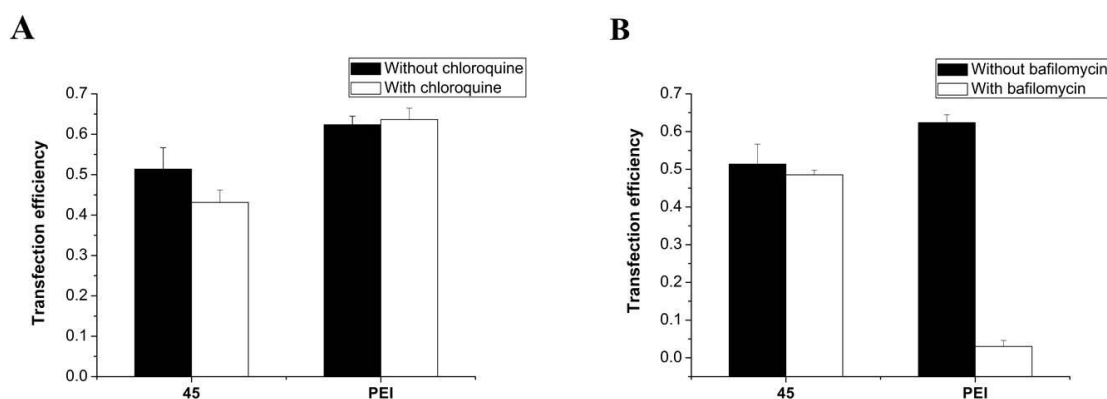 A
Without chloroquine
With chloroquine
Transfection efficiency
0.7
0.6
0.5
0.4
0.3
0.2
0.1
0.0
45
PEI
B
Without bafilomycin
With bafilomycin
Transfection efficiency
0.7
0.6
0.5
0.4
0.3
0.2
0.1
0.0
45
PEI